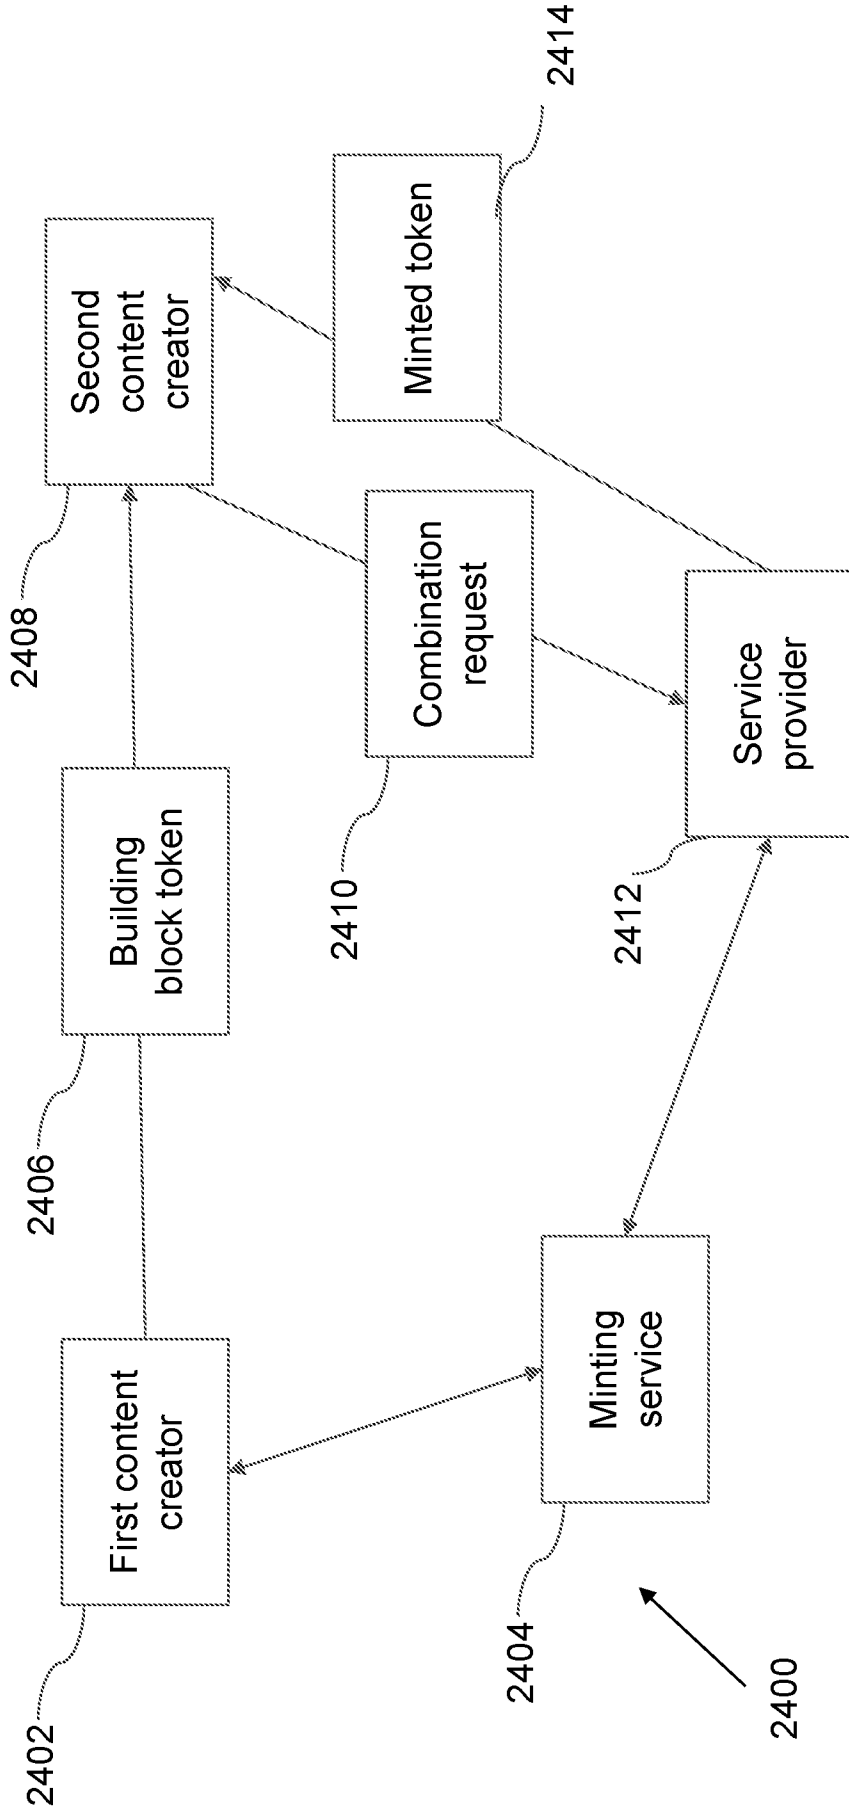 2402
First content
creator
2406
Building
block token
2408
Second
content
creator
2410
Combination
request
2414
Minted token
2404
Minting
service
2412
Service
provider
2400